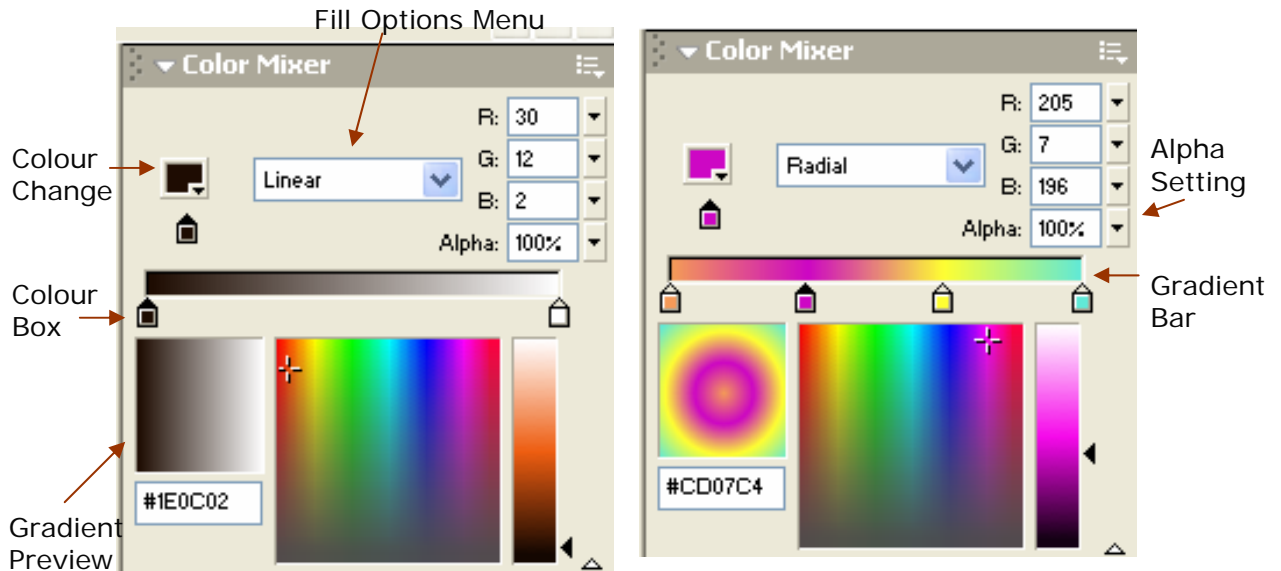 Fill Options Menu
Color Mixer
R: 30
G: 12
B: 2
Alpha: 100%
Linear
Colour
Change
Colour
Box
#1E0C02
Gradient
Preview
Color Mixer
R: 205
G: 7
B: 196
Alpha: 100%
Radial
Alpha
Setting
Gradient
Bar
#CD07C4